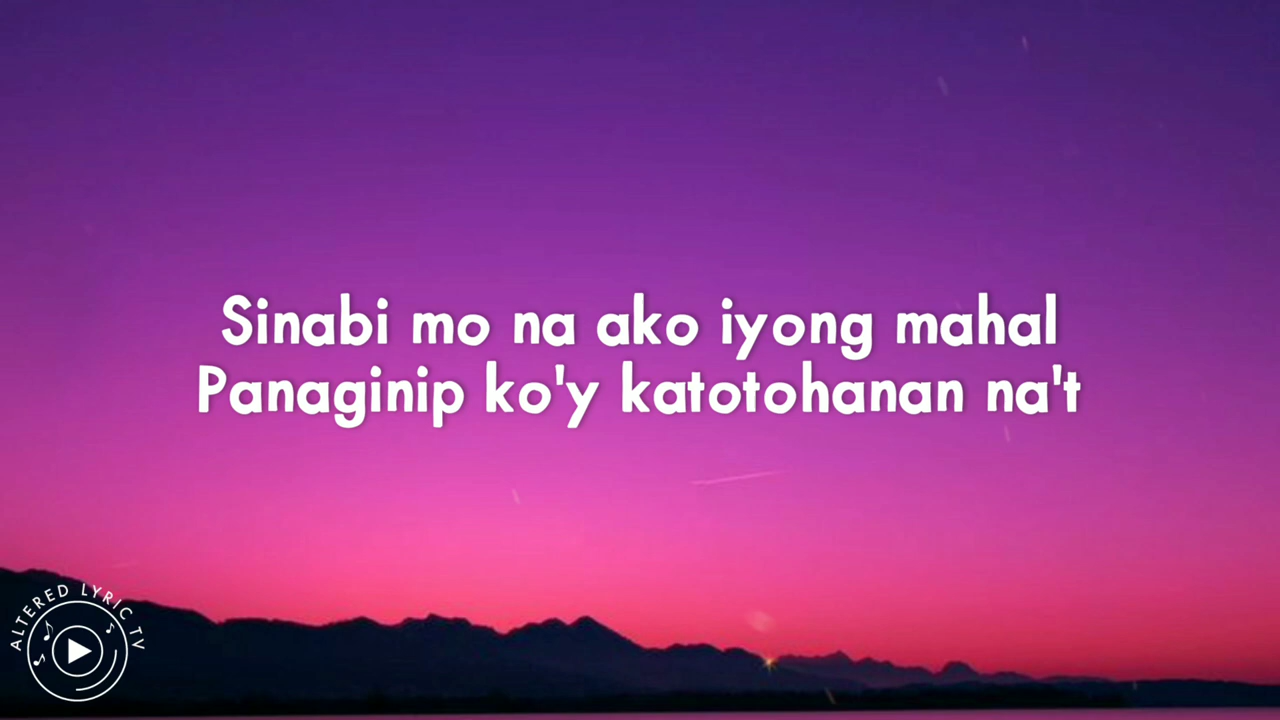 Sinabi mo na ako iyong mahal
Panaginip ko'y katotohanan na't
ALTERED LYRIC TV